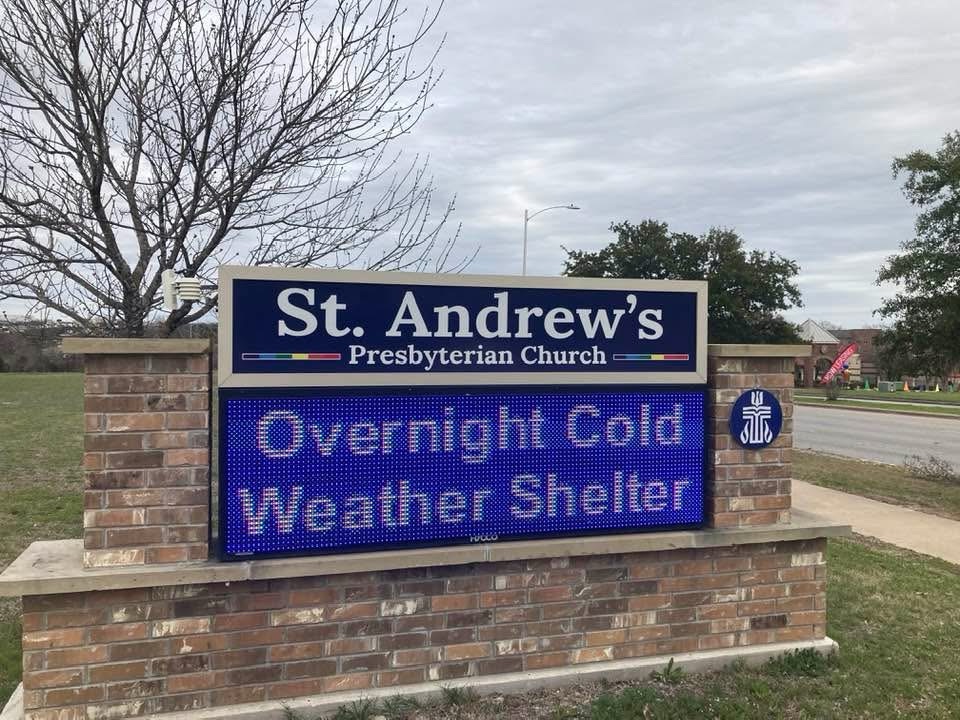 St. Andrew's
Presbyterian Church
Overnight Cold
Weather Shelter